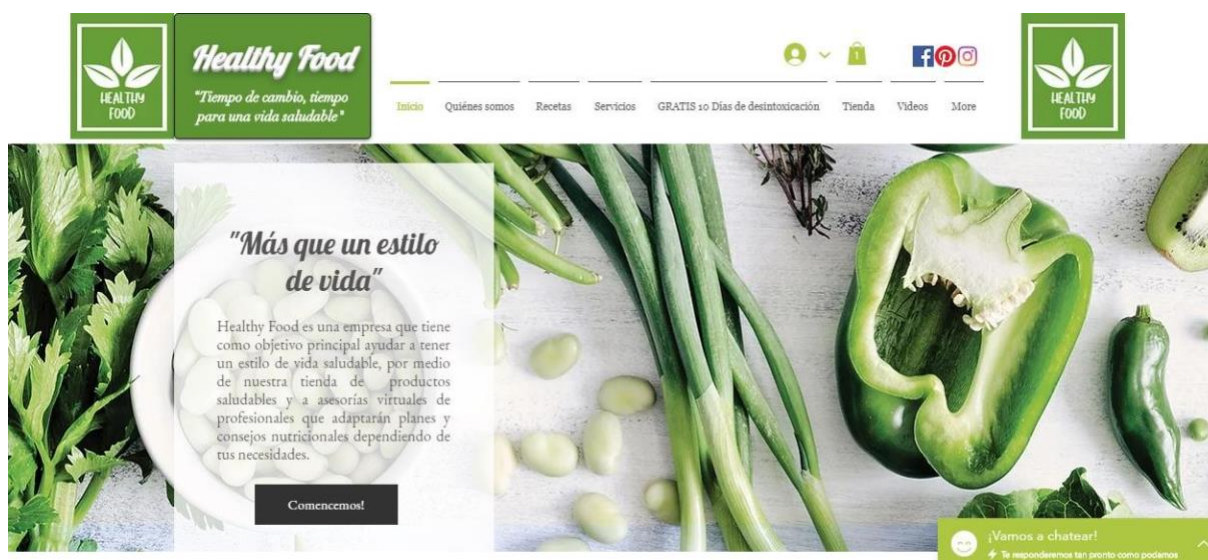 HEALTHY
FOOD
Healthy Food
"Tiempo de cambio, tiempo
para una vida saludable"
1
Inicio
Quiénes somos
Recetas
Servicios
GRATIS 10 Días de desintoxicación
Tienda
Videos
More
HEALTHY
FOOD
"Más que un estilo
de vida"
Healthy Food es una empresa que tiene
como objetivo principal ayudar a tener
un estilo de vida saludable, por medio
de nuestra tienda de productos
saludables y a asesorías virtuales de
profesionales que adaptarán planes y
consejos nutricionales dependiendo de
tus necesidades.
Comencemos!
¡Vamos a chatear!
Te responderemos tan pronto como podamos